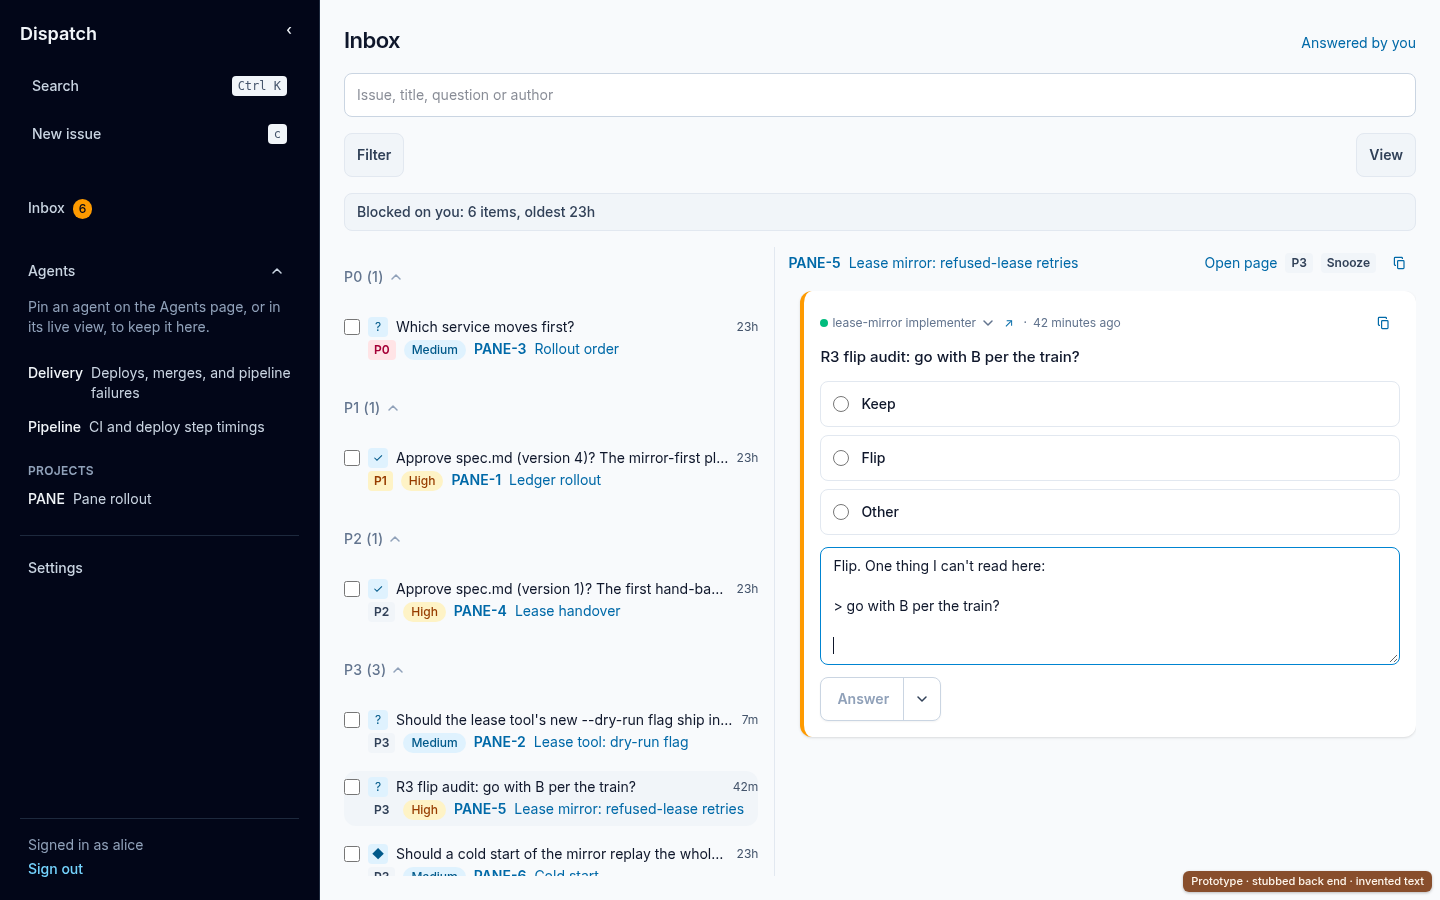 Dispatch
Search Ctrl K
New issue c
Inbox 6
Agents
Pin an agent on the Agents page, or in
its live view, to keep it here.
Delivery Deploys, merges, and pipeline
failures
Pipeline CI and deploy step timings
PROJECTS
PANE Pane rollout
Settings
Signed in as alice
Sign out
Inbox
Answered by you
Issue, title, question or author
Filter
View
Blocked on you: 6 items, oldest 23h
P0 (1)
? Which service moves first? 23h
P0 Medium PANE-3 Rollout order
P1 (1)
Approve spec.md (version 4)? The mirror-first pl... 23h
P1 High PANE-1 Ledger rollout
P2 (1)
Approve spec.md (version 1)? The first hand-ba... 23h
P2 High PANE-4 Lease handover
P3 (3)
? Should the lease tool's new --dry-run flag ship in... 7m
P3 Medium PANE-2 Lease tool: dry-run flag
? R3 flip audit: go with B per the train? 42m
P3 High PANE-5 Lease mirror: refused-lease retries
Should a cold start of the mirror replay the whol... 23h
P3 Medium PANE-6 Cold start
PANE-5 Lease mirror: refused-lease retries
Open page P3 Snooze
lease-mirror implementer · 42 minutes ago
R3 flip audit: go with B per the train?
Keep
Flip
Other
Flip. One thing I can't read here:
> go with B per the train?
Answer
Prototype · stubbed back end · invented text